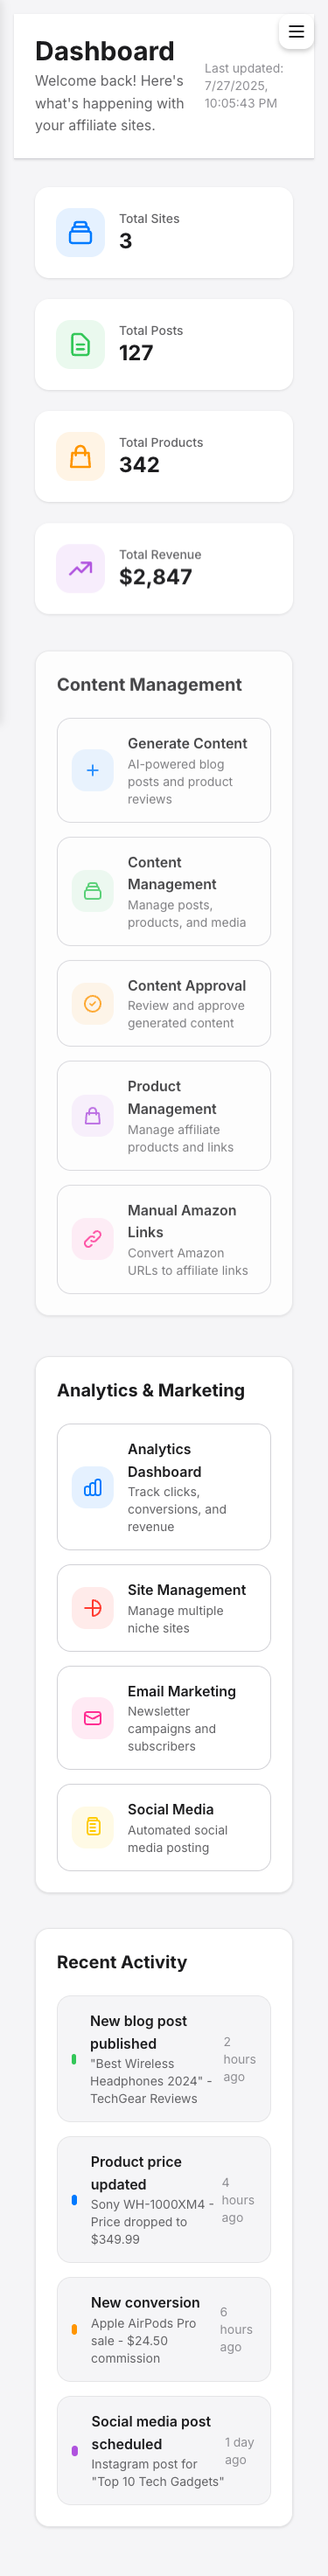 Dashboard
Welcome back! Here's
what's happening with
your affiliate sites.
Last updated:
7/27/2025,
10:05:43 PM
Total Sites
3
Total Posts
127
Total Products
342
Total Revenue
$2,847
Content Management
Generate Content
AI-powered blog
posts and product
reviews
Content
Management
Manage posts,
products, and media
Content Approval
Review and approve
generated content
Product
Management
Manage affiliate
products and links
Manual Amazon
Links
Convert Amazon
URLs to affiliate links
Analytics & Marketing
Analytics
Dashboard
Track clicks,
conversions, and
revenue
Site Management
Manage multiple
niche sites
Email Marketing
Newsletter
campaigns and
subscribers
Social Media
Automated social
media posting
Recent Activity
New blog post
published
"Best Wireless
Headphones 2024" -
TechGear Reviews
2
hours
ago
Product price
updated
Sony WH-1000XM4 -
Price dropped to
$349.99
4
hours
ago
New conversion
Apple AirPods Pro
sale - $24.50
commission
6
hours
ago
Social media post
scheduled
Instagram post for
"Top 10 Tech Gadgets"
1 day
ago